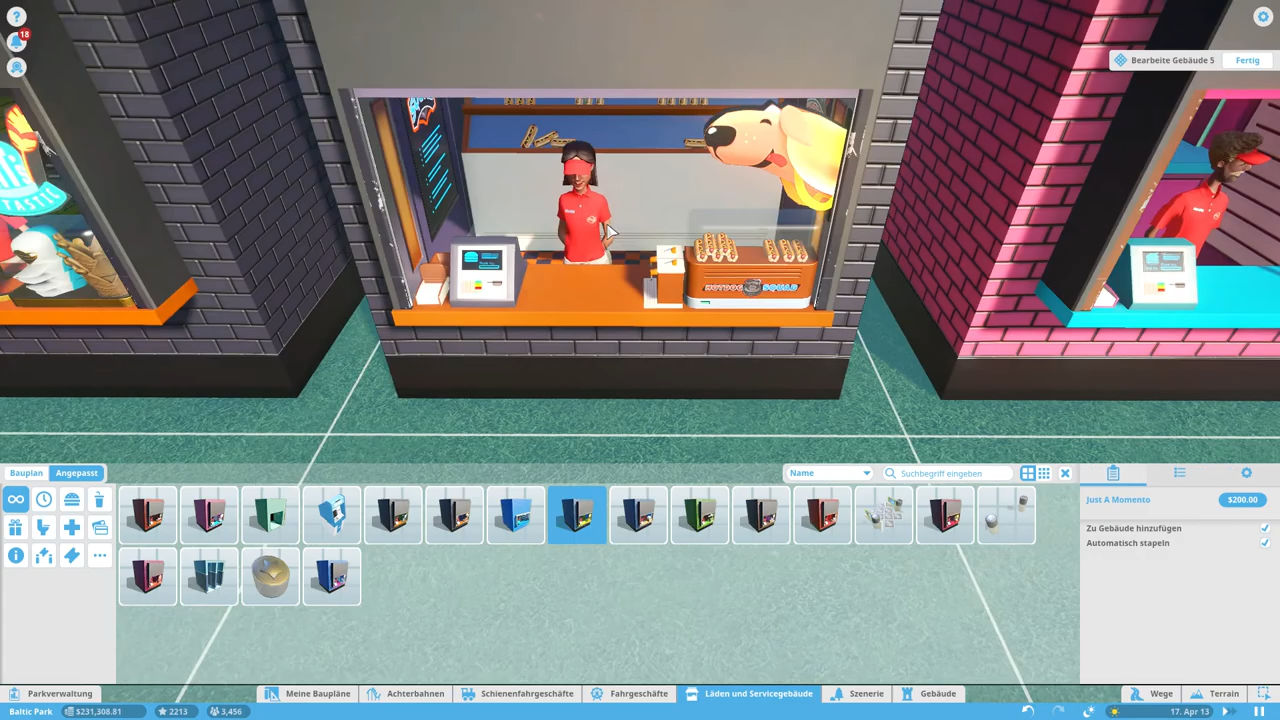 ?
18
Bearbeite Gebäude 5
Fertig
TASTIC
HOTDOG SQUAD
Bauplan
Angepasst
Name
Suchbegriff eingeben
Just A Momento
$200.00
Zu Gebäude hinzufügen
Automatisch stapeln
Parkverwaltung
Meine Baupläne
Achterbahnen
Schienenfahrgeschäfte
Fahrgeschäfte
Läden und Servicegebäude
Szenerie
Gebäude
Wege
Terrain
Baltic Park
$231,308.81
2213
3,456
17. Apr 13